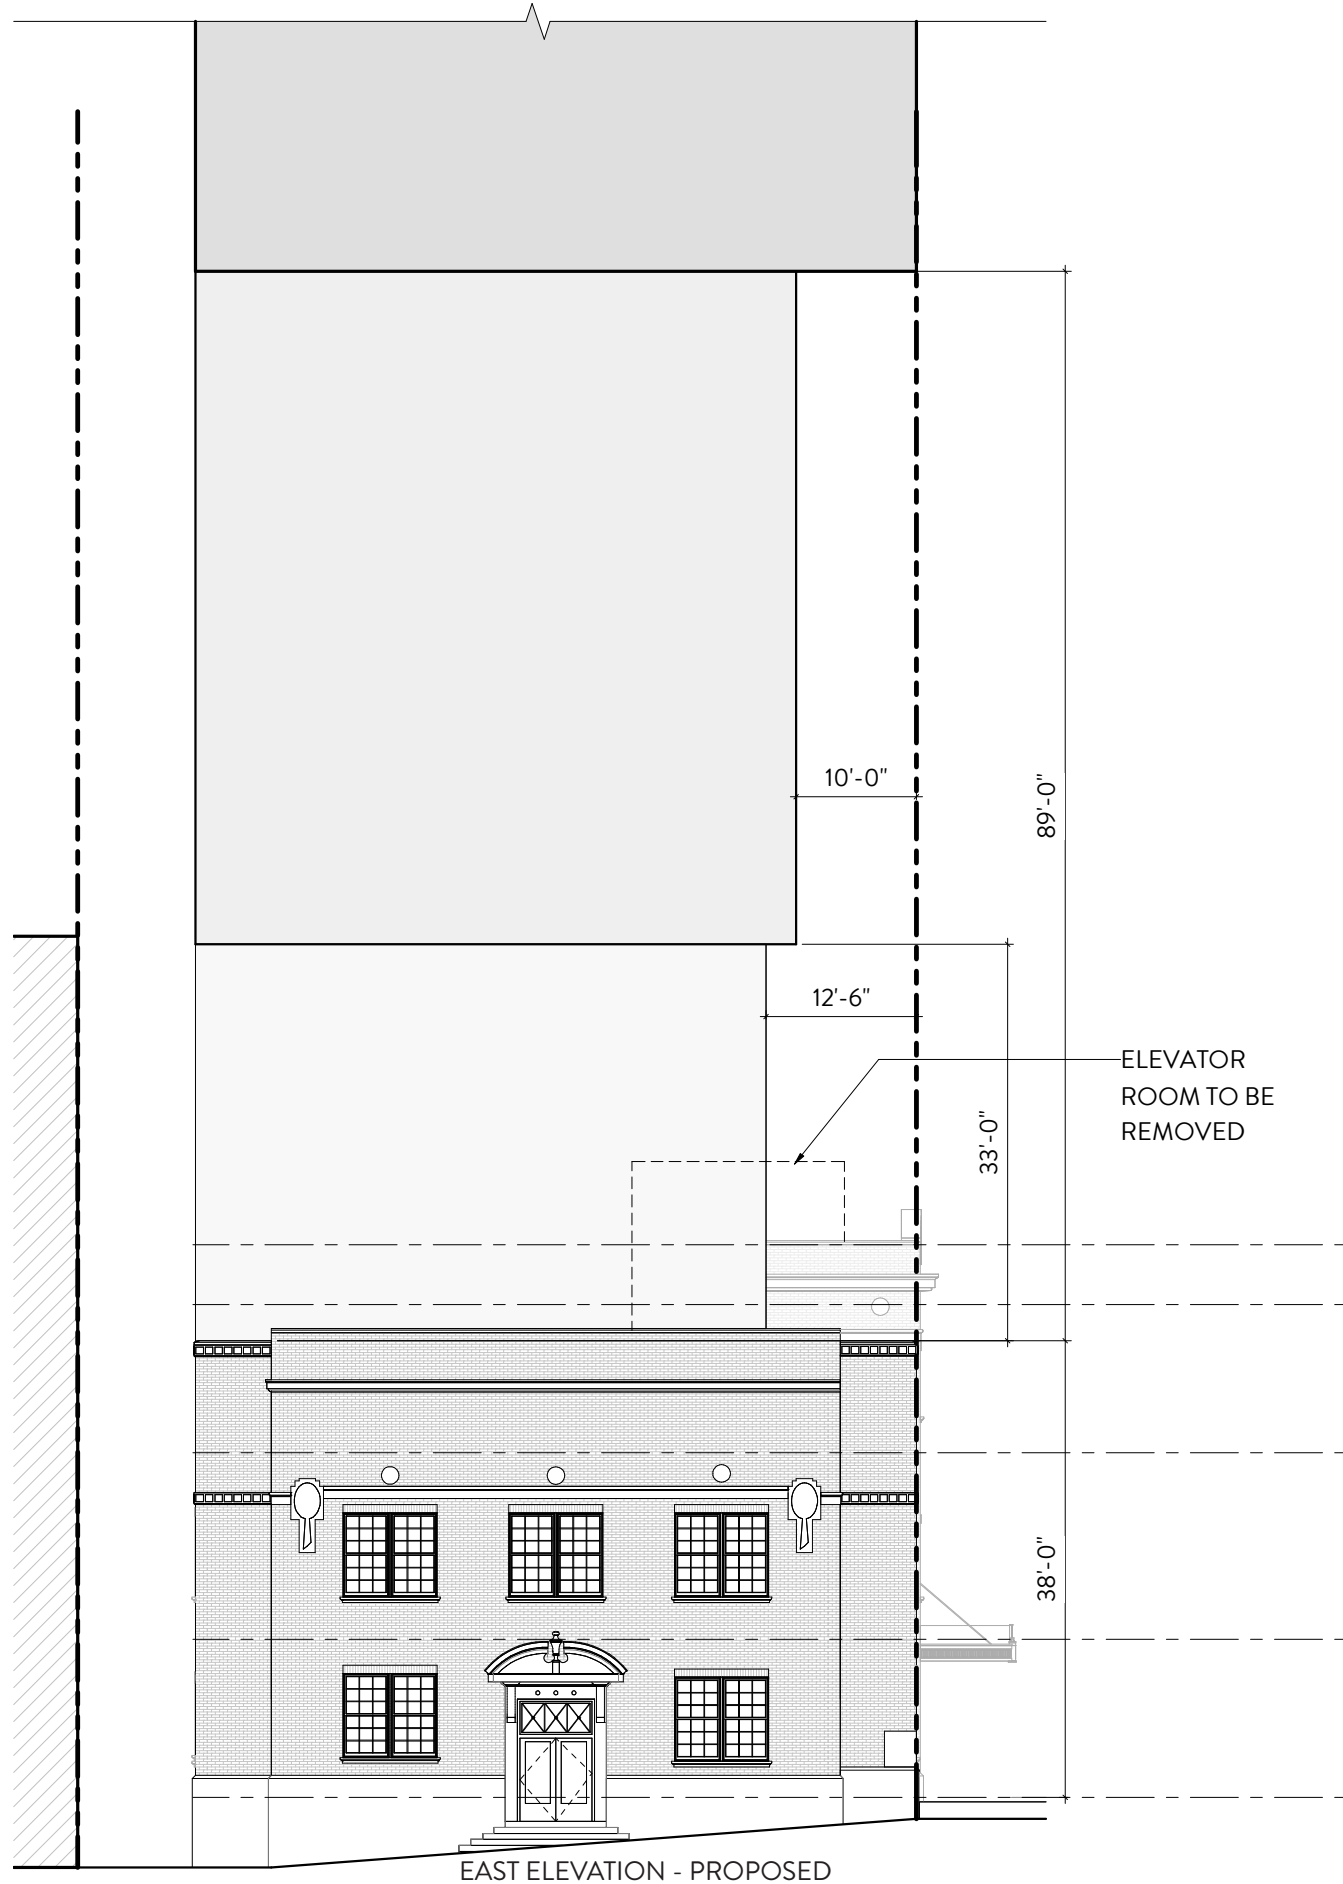 10'-0"
89'-0"
12'-6"
ELEVATOR
ROOM TO BE
REMOVED
33'-0"
38'-0"
EAST ELEVATION - PROPOSED